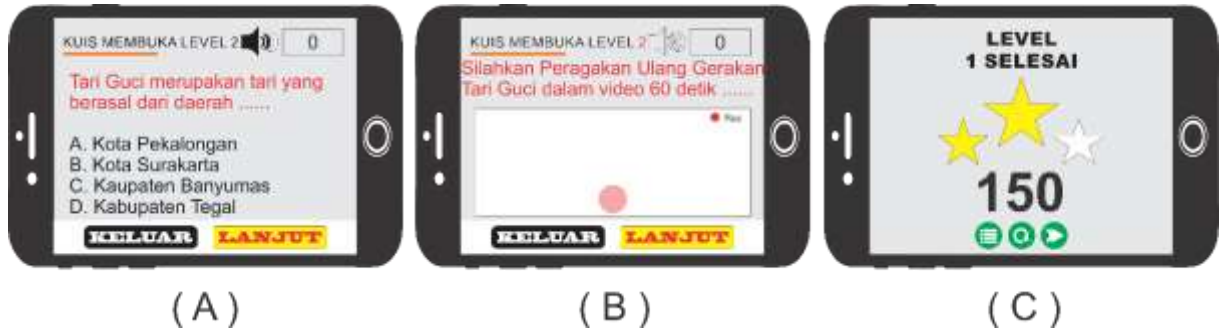 KUIS MEMBUKA LEVEL 2
0
Tari Guci merupakan tari yang
berasal dari daerah ......
A. Kota Pekalongan
B. Kota Surakarta
C. Kaupaten Banyumas
D. Kabupaten Tegal
KELUAR
LANJUT
( A )
KUIS MEMBUKA LEVEL 2
0
Silahkan Peragakan Ulang Gerakan
Tari Guci dalam video 60 detik ......
KELUAR
LANJUT
( B )
LEVEL
1 SELESAI
150
( C )